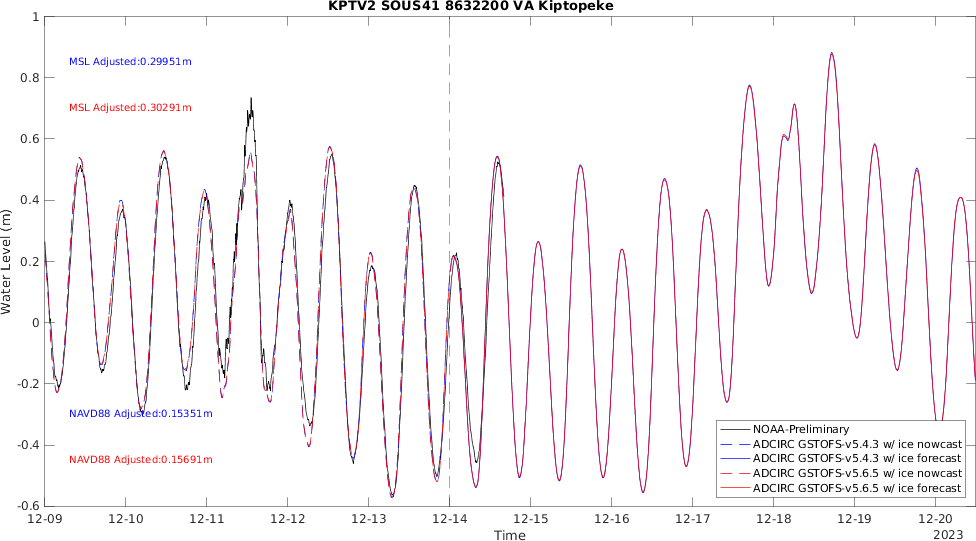 KPTV2 SOUS41 8632200 VA Kiptopeke
1
0.8
0.6
0.4
0.2
0
-0.2
-0.4
-0.6
Water Level (m)
MSL Adjusted:0.29951m
MSL Adjusted:0.30291m
NAVD88 Adjusted:0.15351m
NAVD88 Adjusted:0.15691m
NOAA-Preliminary
ADCIRC GSTOFS-v5.4.3 w/ ice nowcast
ADCIRC GSTOFS-v5.4.3 w/ ice forecast
ADCIRC GSTOFS-v5.6.5 w/ ice nowcast
ADCIRC GSTOFS-v5.6.5 w/ ice forecast
12-09 12-10 12-11 12-12 12-13 12-14 12-15 12-16 12-17 12-18 12-19 12-20
2023
Time